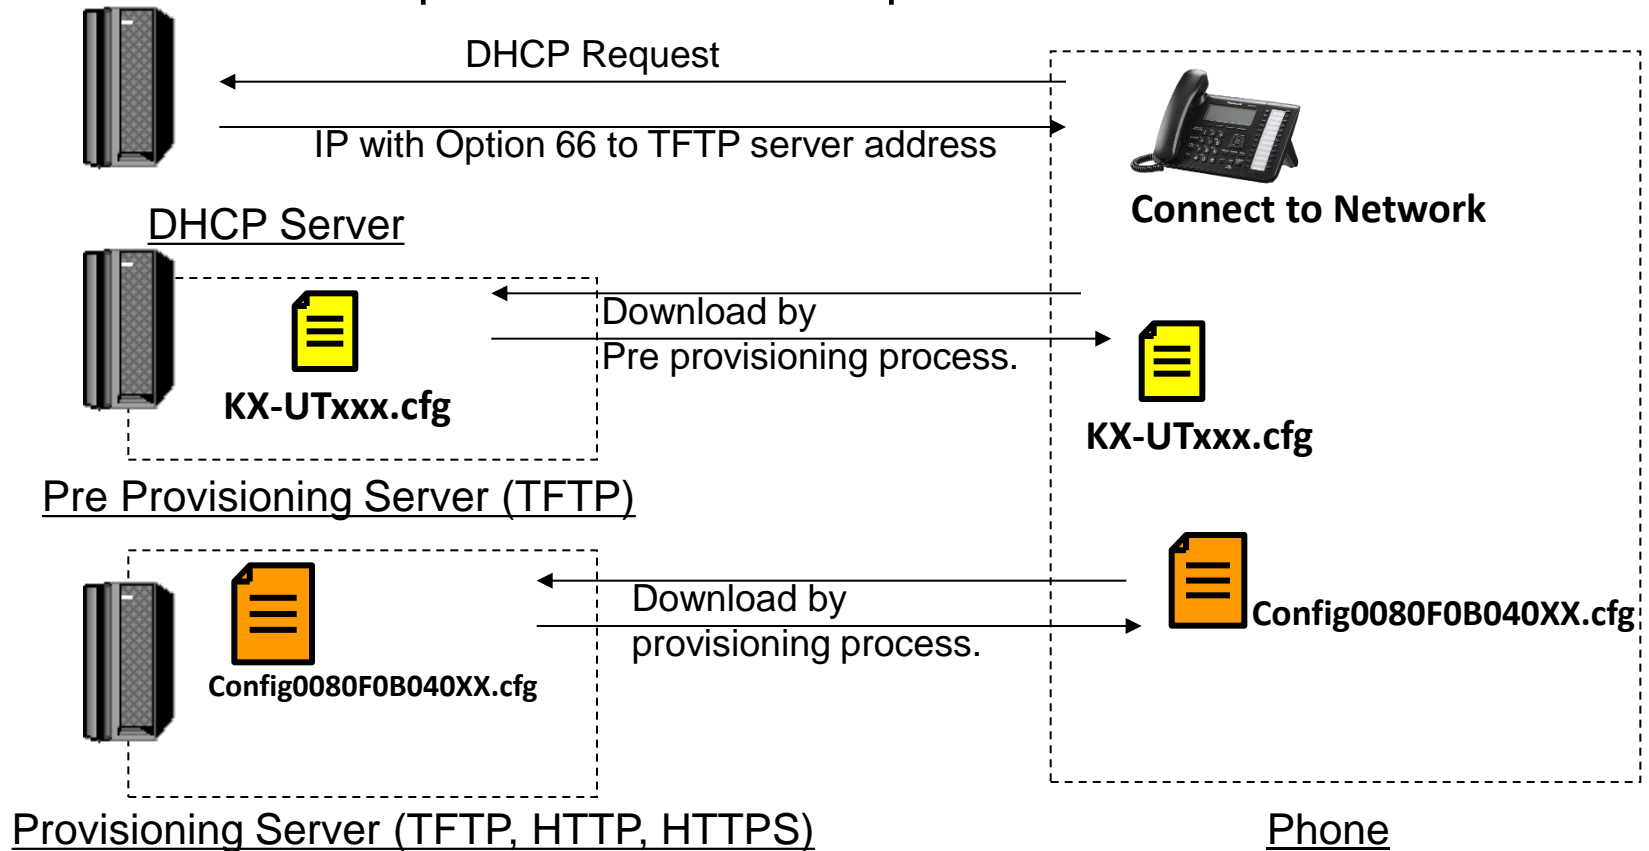 DHCP Request
IP with Option 66 to TFTP server address
Connect to Network
DHCP Server
Download by
Pre provisioning process.
KX-UTxxx.cfg
KX-UTxxx.cfg
Pre Provisioning Server (TFTP)
Download by
provisioning process.
Config0080F0B040XX.cfg
Config0080F0B040XX.cfg
Provisioning Server (TFTP, HTTP, HTTPS)
Phone